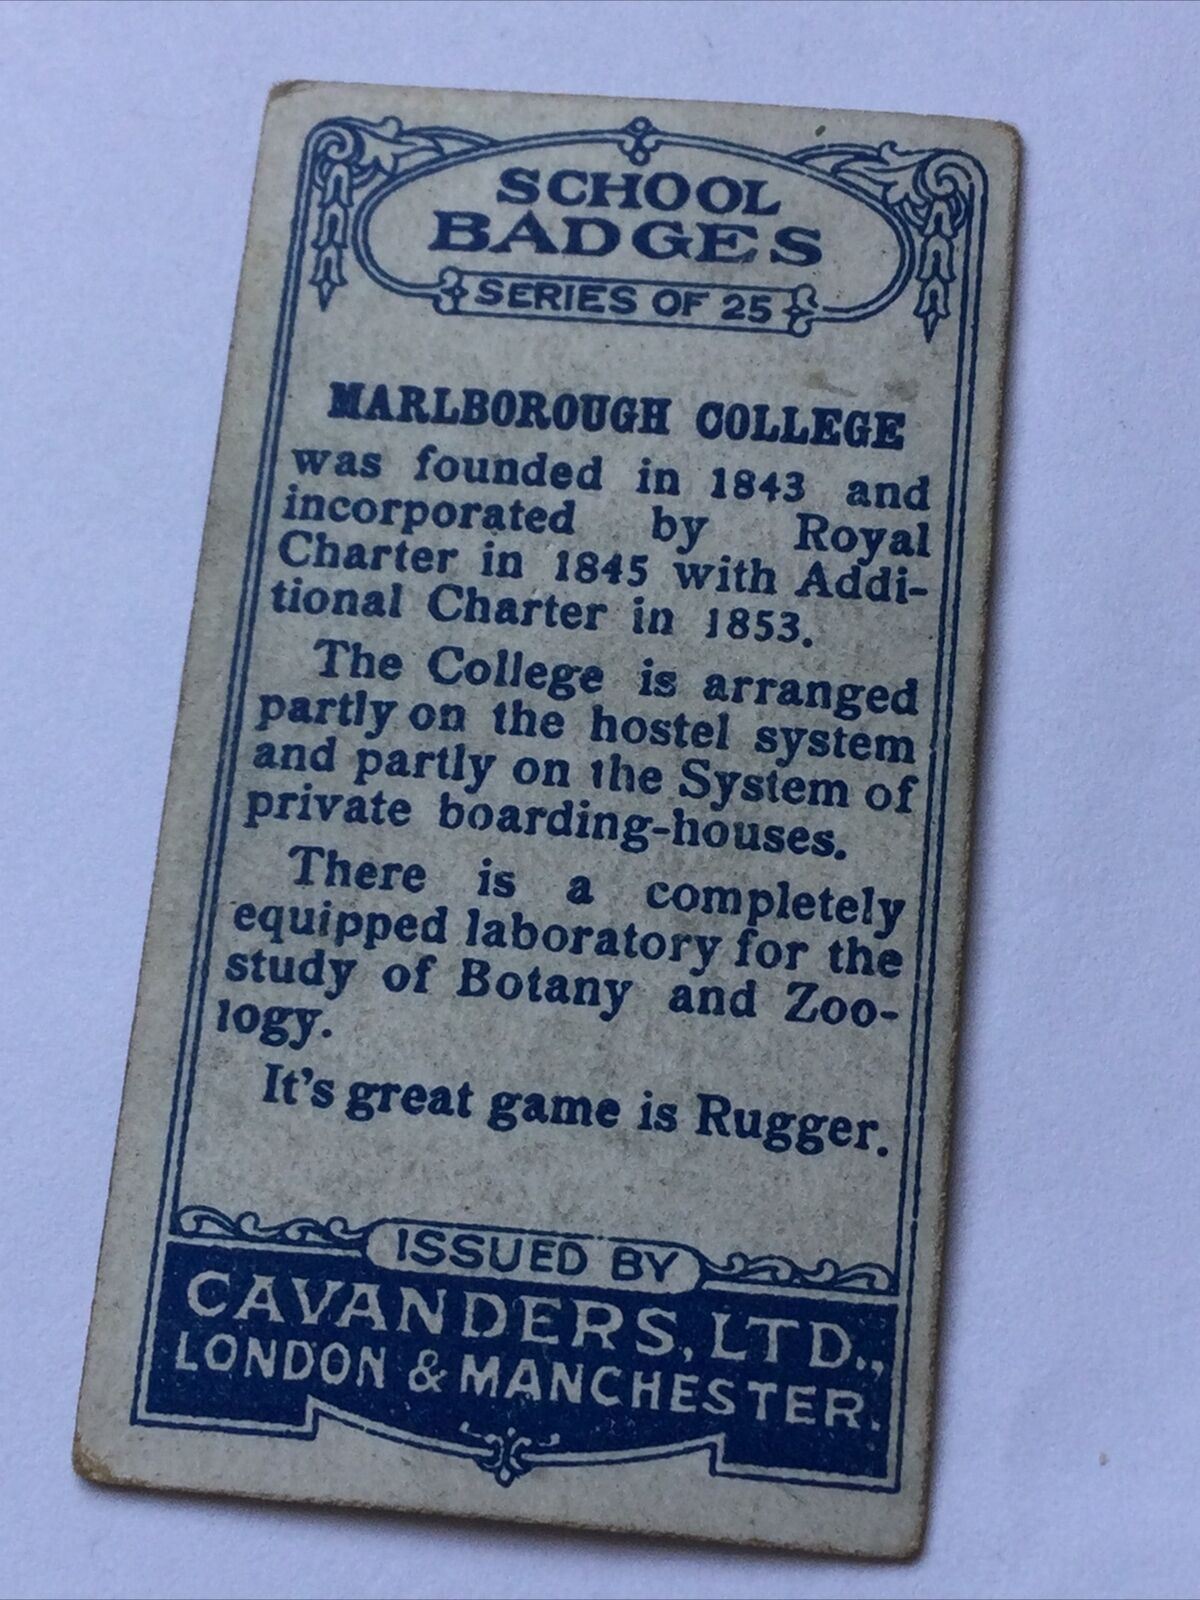 SCHOOL
BADGES
SERIES OF 25
MARLBOROUGH COLLEGE
was founded in 1843 and
incorporated by Royal
Charter in 1845 with Addi-
tional Charter in 1853.
The College is arranged
partly on the hostel system
and partly on the System of
private boarding-houses.
There is a completely
equipped laboratory for the
study of Botany and Zoo-
logy.
It's great game is Rugger.
ISSUED BY
CAVANDERS, LTD.,
LONDON & MANCHESTER.